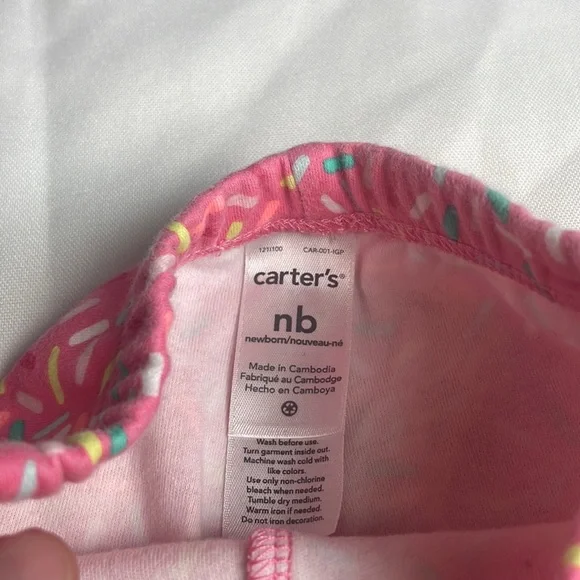 121I100 CAR-001-IGP
carter's®
nb
newborn/nouveau-né
Made in Cambodia
Fabriqué au Cambodge
Hecho en Camboya
Wash before use.
Turn garment inside out.
Machine wash cold with
like colors.
Use only non-chlorine
bleach when needed.
Tumble dry medium.
Warm iron if needed.
Do not iron decoration.